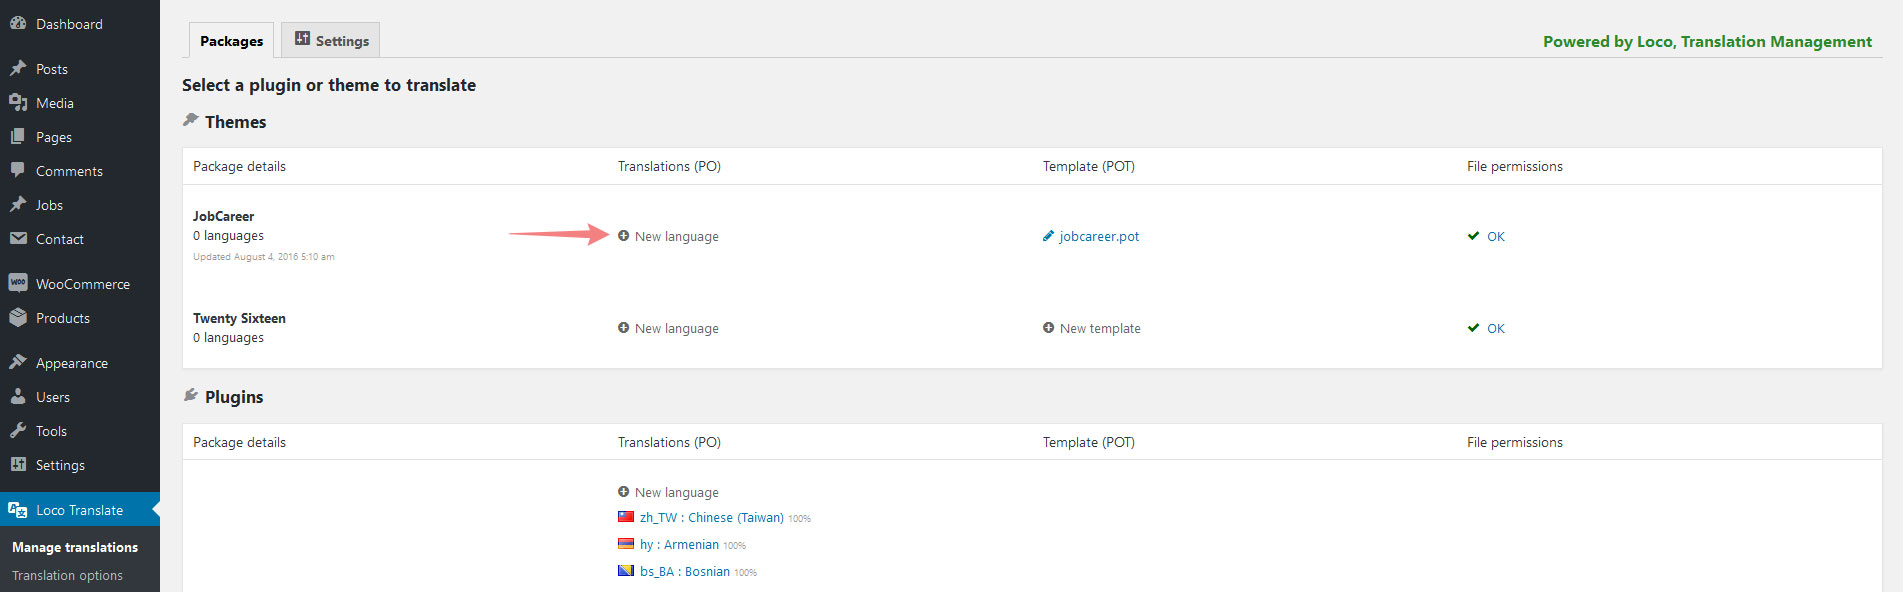 Dashboard
Posts
Media
Pages
Comments
Jobs
Contact
WOO WooCommerce
Products
Appearance
Users
Tools
Settings
Loco Translate
Manage translations
Translation options
Packages Settings
Powered by Loco, Translation Management
Select a plugin or theme to translate
Themes
Package details Translations (PO) Template (POT) File permissions
JobCareer
0 languages New language jobcareer.pot OK
Updated August 4, 2016 5:10 am
Twenty Sixteen
0 languages New language New template OK
Plugins
Package details Translations (PO) Template (POT) File permissions
New language
zh_TW : Chinese (Taiwan) 100%
hy : Armenian 100%
bs_BA : Bosnian 100%